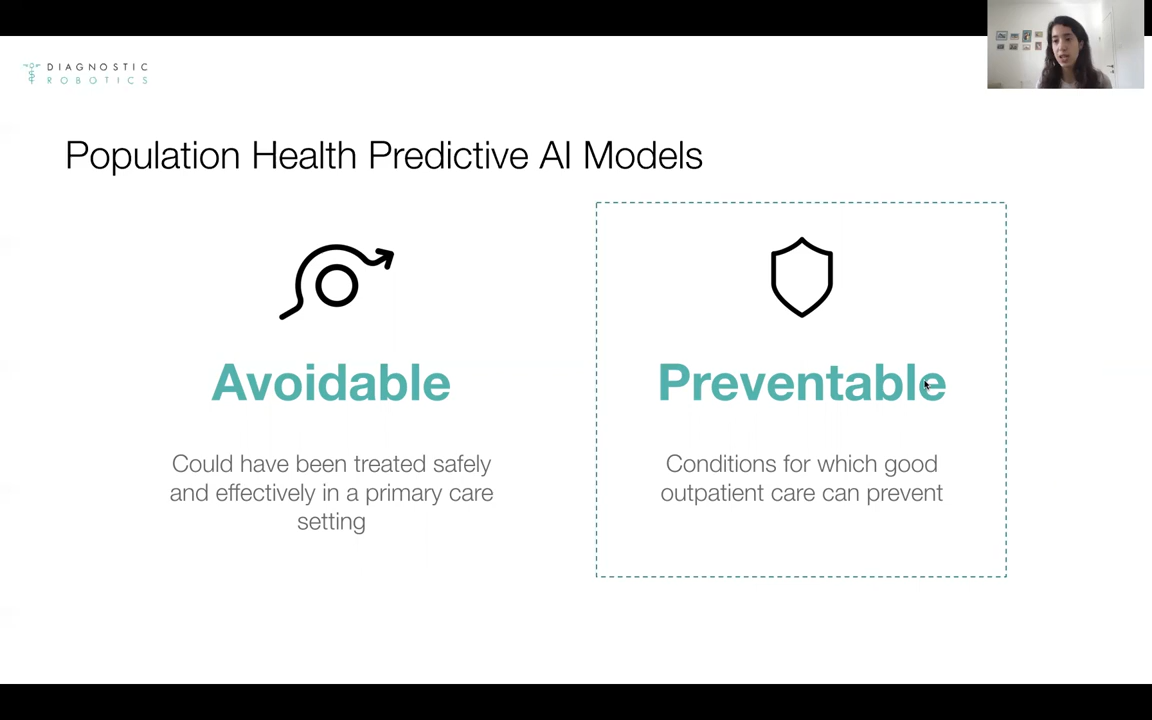 DIAGNOSTIC
ROBOTICS
Population Health Predictive AI Models
Avoidable
Could have been treated safely
and effectively in a primary care
setting
Preventable
Conditions for which good
outpatient care can prevent